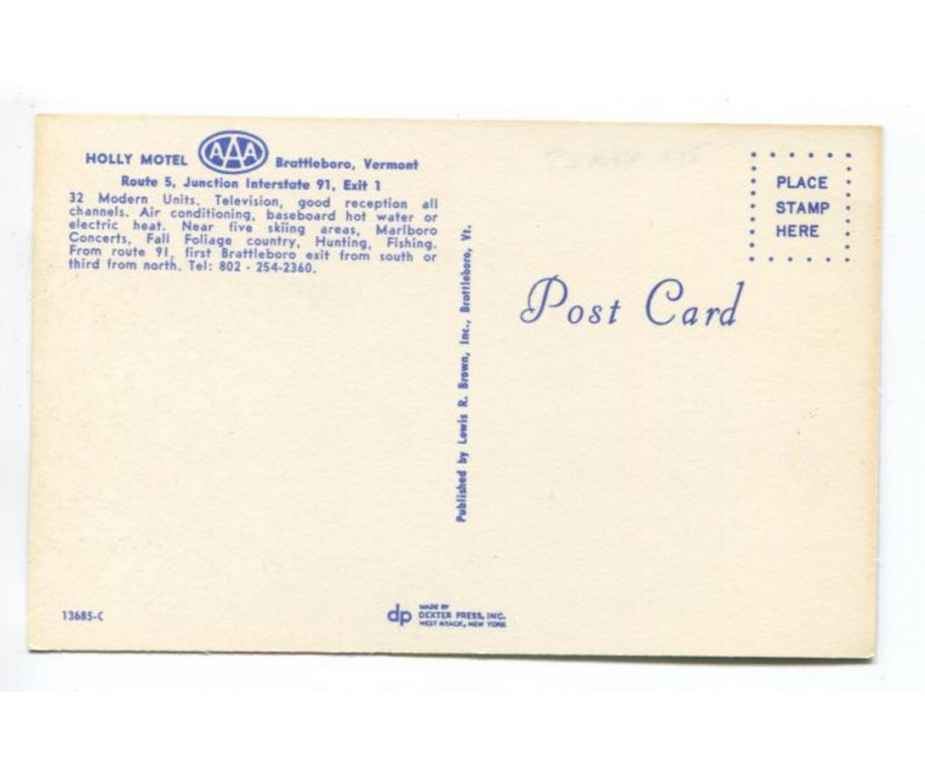 HOLLY MOTEL AAA Brattleboro, Vermont
Route 5, Junction Interstate 91, Exit 1
32 Modern Units, Television, good reception all
channels. Air conditioning, baseboard hot water or
electric heat. Near five skiing areas, Marlboro
Concerts, Fall Foliage country, Hunting, Fishing.
From route 91, first Brattleboro exit from south or
third from north. Tel: 802 - 254-2360.
Published by Lewis R. Brown, Inc., Brattleboro, Vt.
PLACE
STAMP
HERE
Post Card
13685-C
dp MADE BY
DEXTER PRESS, INC.
WEST NYACK, NEW YORK